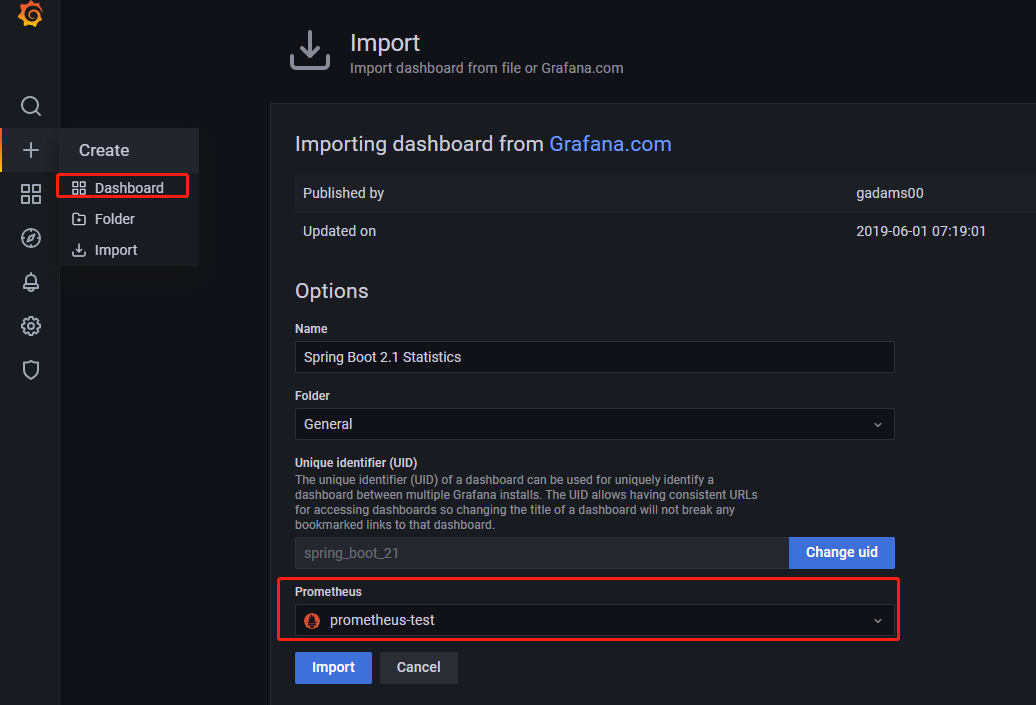 Import
Import dashboard from file or Grafana.com
Create
Dashboard
Folder
Import
Importing dashboard from Grafana.com
Published by gadams00
Updated on 2019-06-01 07:19:01
Options
Name
Spring Boot 2.1 Statistics
Folder
General
Unique identifier (UID)
The unique identifier (UID) of a dashboard can be used for uniquely identify a
dashboard between multiple Grafana installs. The UID allows having consistent URLs
for accessing dashboards so changing the title of a dashboard will not break any
bookmarked links to that dashboard.
spring_boot_21 Change uid
Prometheus
prometheus-test
Import Cancel